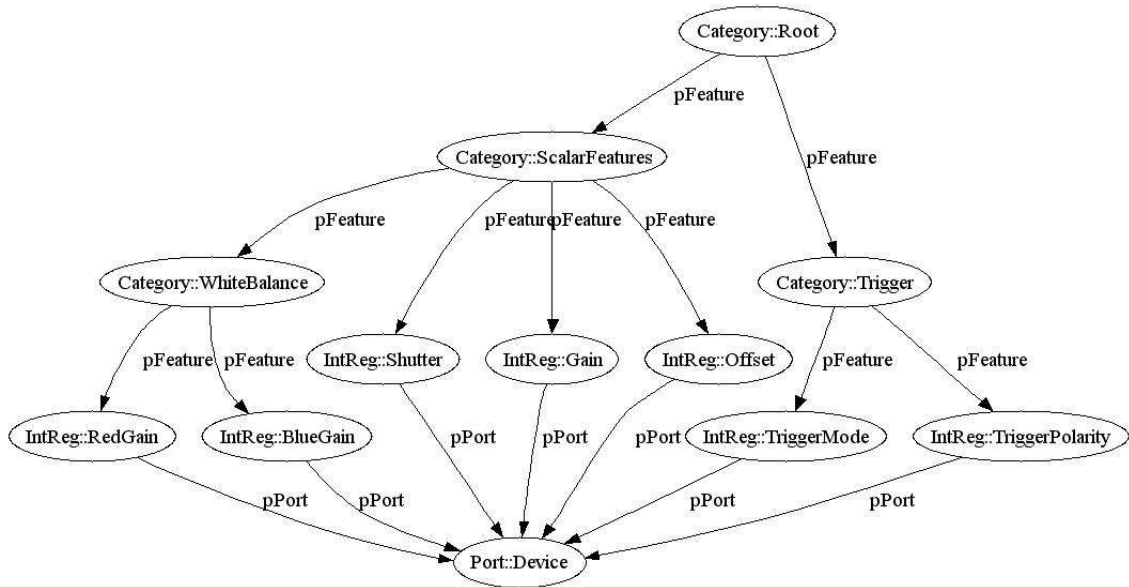 Category::Root
pFeature
Category::ScalarFeatures
pFeature
pFeature
pFeature
pFeature
pFeature
Category::WhiteBalance
Category::Trigger
pFeature
pFeature
IntReg::Shutter
IntReg::Gain
IntReg::Offset
pFeature
pFeature
IntReg::RedGain
IntReg::BlueGain
pPort
pPort
pPort
IntReg::TriggerMode
IntReg::TriggerPolarity
pPort
pPort
pPort
pPort
Port::Device